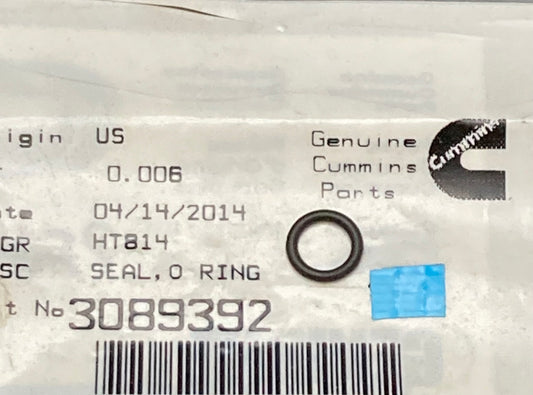 igin US
Genuine
Cummins
Parts
Cummins
0.006
te 04/14/2014
GR HT814
SC SEAL,O RING
t No 3089392